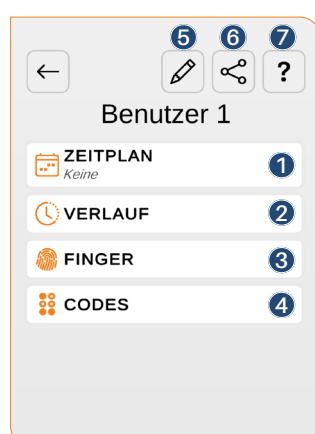 5 6 7
?
Benutzer 1
ZEITPLAN 1
Keine
VERLAUF 2
FINGER 3
CODES 4